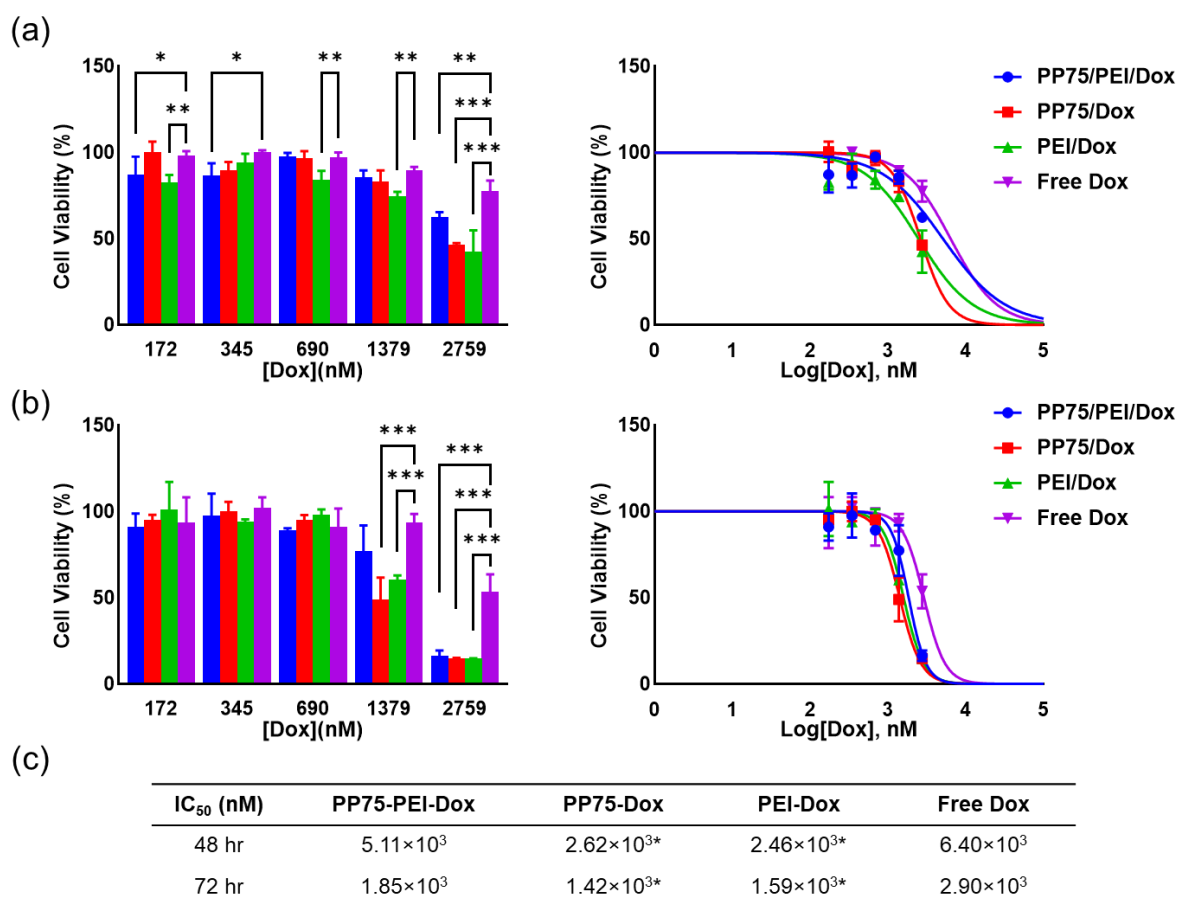 (a)
* * ** ** **
** *** ***
150
100
50
0
Cell Viability (%)
172 345 690 1379 2759
[Dox](nM)
150
100
50
0
Cell Viability (%)
0 1 2 3 4 5
Log[Dox], nM
PP75/PEI/Dox
PP75/Dox
PEI/Dox
Free Dox
(b)
*** ***
*** *** ***
150
100
50
0
Cell Viability (%)
172 345 690 1379 2759
[Dox](nM)
150
100
50
0
Cell Viability (%)
0 1 2 3 4 5
Log[Dox], nM
PP75/PEI/Dox
PP75/Dox
PEI/Dox
Free Dox
(c)
IC₅₀ (nM) PP75-PEI-Dox PP75-Dox PEI-Dox Free Dox
48 hr 5.11×10³ 2.62×10³* 2.46×10³* 6.40×10³
72 hr 1.85×10³ 1.42×10³* 1.59×10³* 2.90×10³